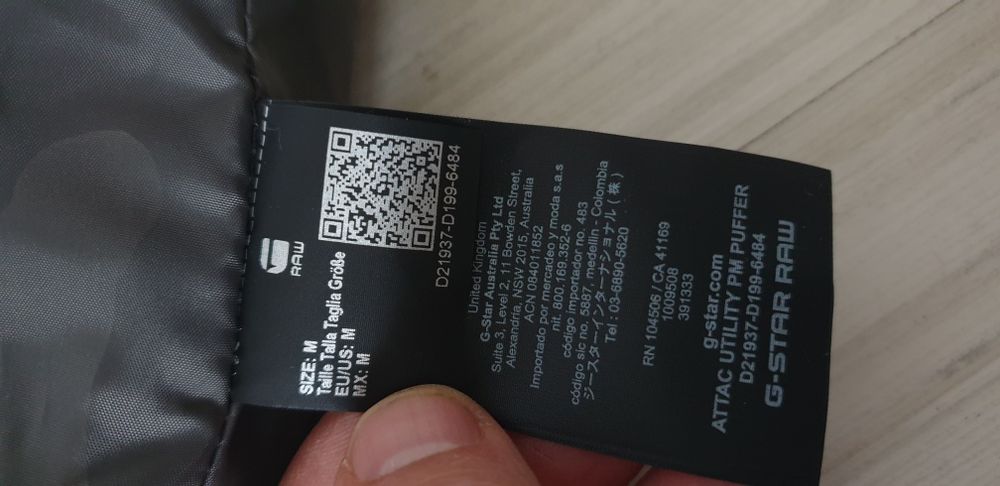 RAW
SIZE: M
Taille Talla Taglia Größe
EU/US: M
MX: M
D21937-D199-6484
United Kingdom
G-Star Australia Pty Ltd
Suite 3, Level 2, 11 Bowden Street,
Alexandria, NSW 2015, Australia
ACN 084011852
Importado por mercadeo y moda s.a.s
nit. 800.169.352-6
código importador no. 483
código sic no. 5887, medellin - Colombia
ジースターインターナショナル (株)
Tel : 03-6890-5620
RN 104506 / CA 41169
1009508
391333
g-star.com
ATTAC UTILITY PM PUFFER
D21937-D199-6484
G-STAR RAW